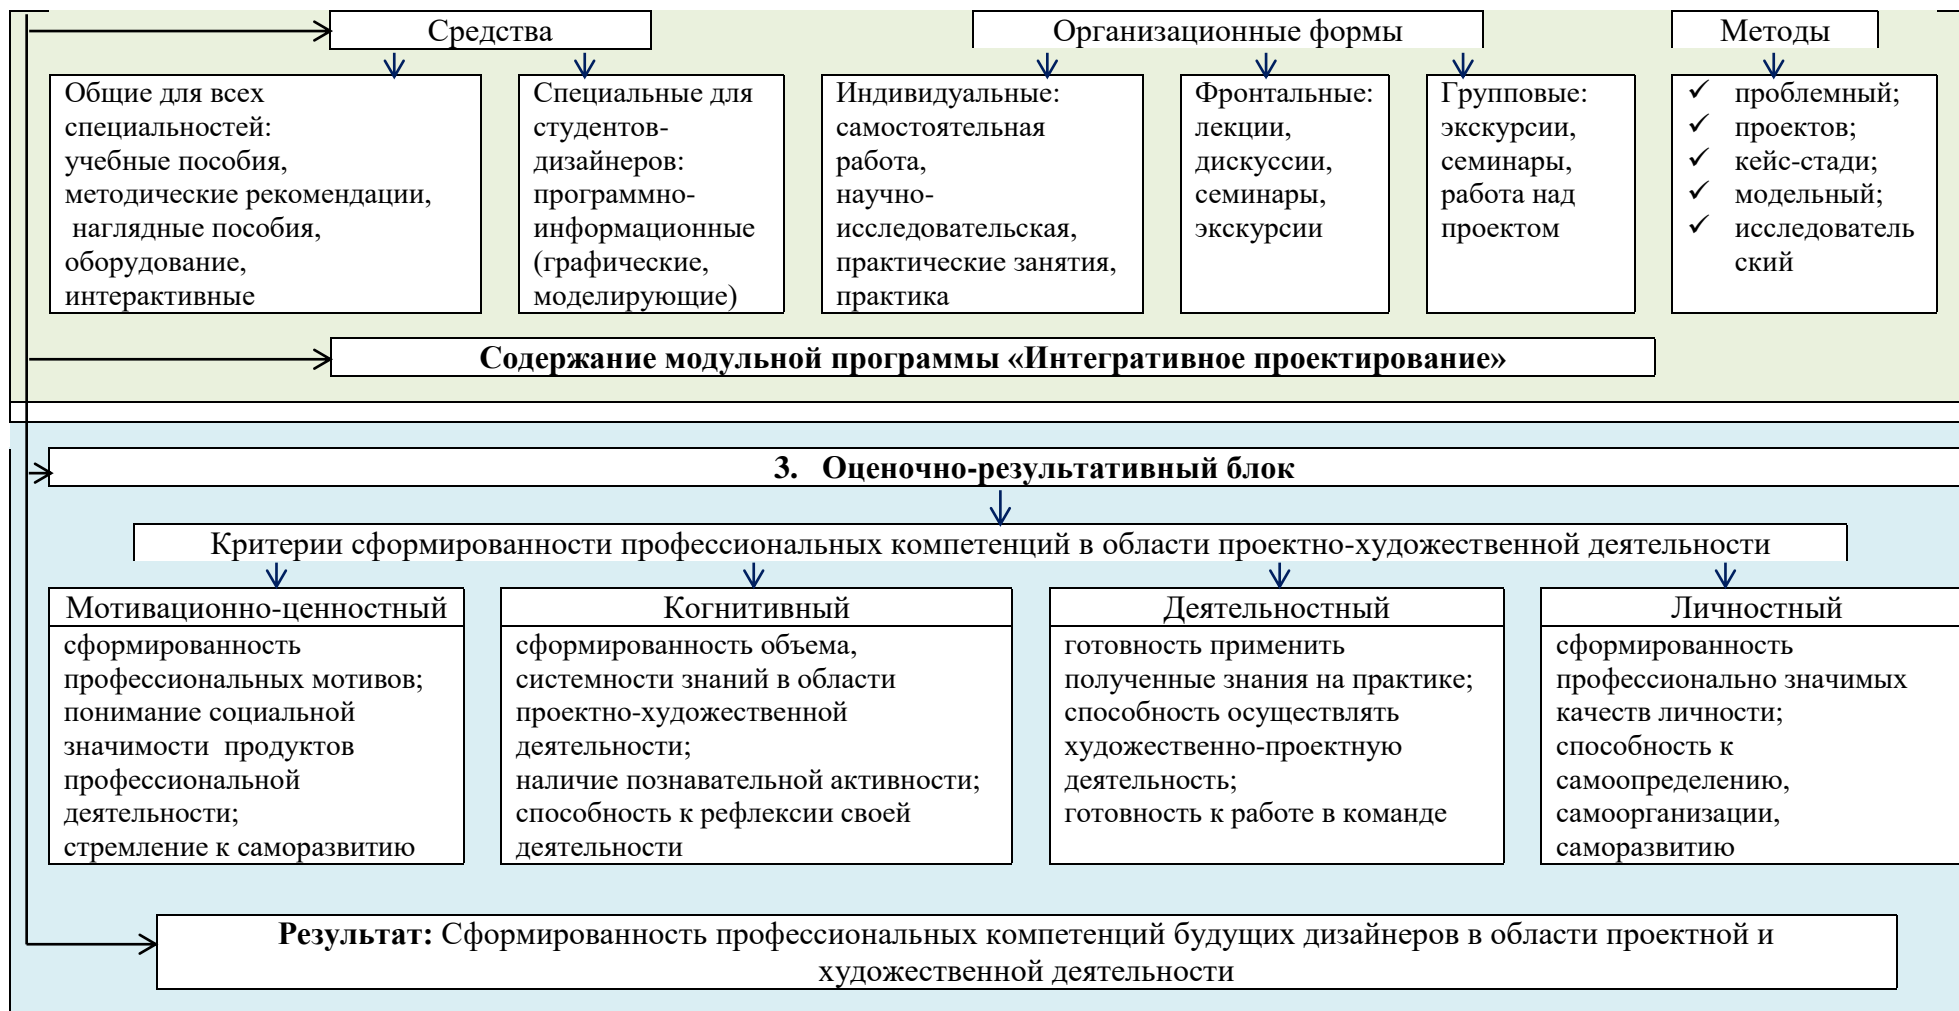 Средства
Организационные формы
Методы
Общие для всех
специальностей:
учебные пособия,
методические рекомендации,
наглядные пособия,
оборудование,
интерактивные
Специальные для
студентов-
дизайнеров:
программно-
информационные
(графические,
моделирующие)
Индивидуальные:
самостоятельная
работа,
научно-
исследовательская,
практические занятия,
практика
Фронтальные:
лекции,
дискуссии,
семинары,
экскурсии
Групповые:
экскурсии,
семинары,
работа над
проектом
✓ проблемный;
✓ проектов;
✓ кейс-стади;
✓ модельный;
✓ исследователь
ский
Содержание модульной программы «Интегративное проектирование»
3. Оценочно-результативный блок
Критерии сформированности профессиональных компетенций в области проектно-художественной деятельности
Мотивационно-ценностный
сформированность
профессиональных мотивов;
понимание социальной
значимости продуктов
профессиональной
деятельности;
стремление к саморазвитию
Когнитивный
сформированность объема,
системности знаний в области
проектно-художественной
деятельности;
наличие познавательной активности;
способность к рефлексии своей
деятельности
Деятельностный
готовность применить
полученные знания на практике;
способность осуществлять
художественно-проектную
деятельность;
готовность к работе в команде
Личностный
сформированность
профессионально значимых
качеств личности;
способность к
самоопределению,
самоорганизации,
саморазвитию
Результат: Сформированность профессиональных компетенций будущих дизайнеров в области проектной и
художественной деятельности